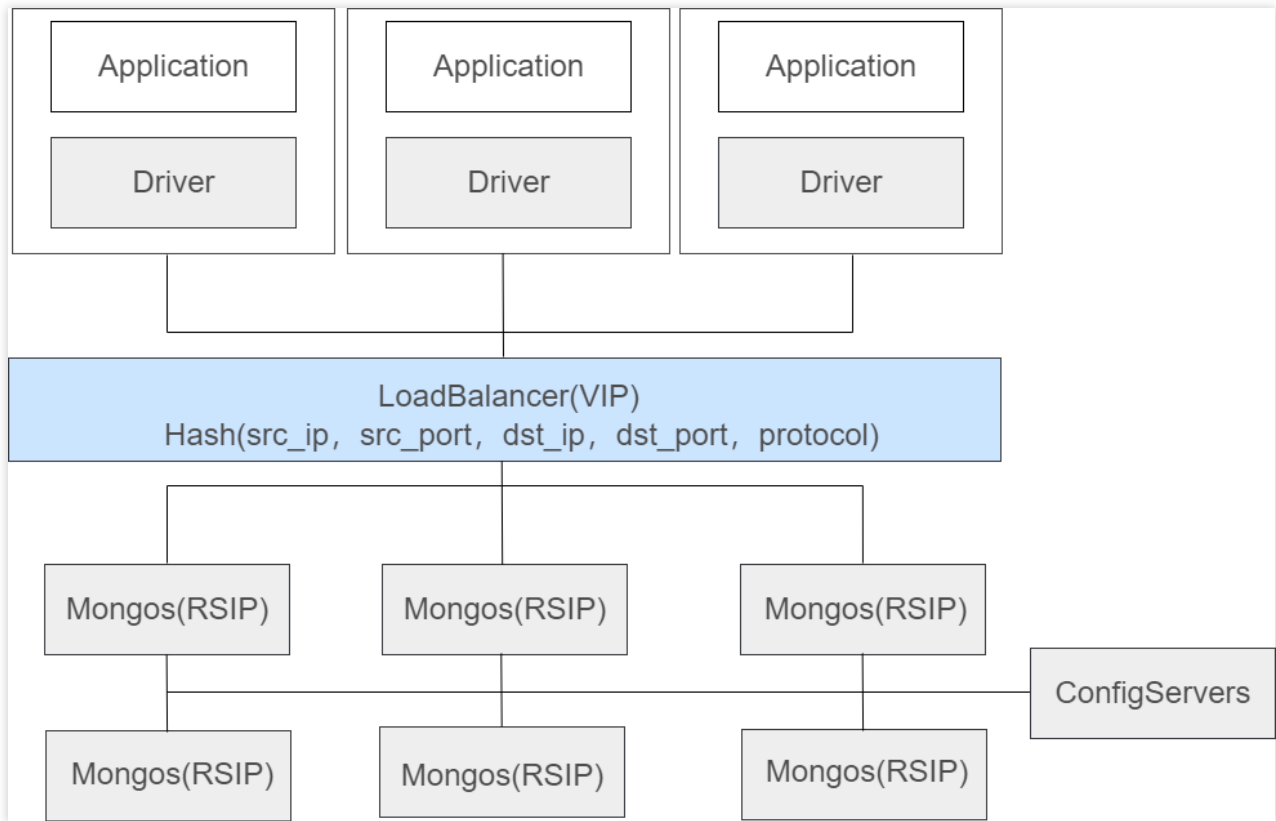 Application
Application
Application
Driver
Driver
Driver
LoadBalancer(VIP)
Hash(src_ip，src_port，dst_ip，dst_port，protocol)
Mongos(RSIP)
Mongos(RSIP)
Mongos(RSIP)
ConfigServers
Mongos(RSIP)
Mongos(RSIP)
Mongos(RSIP)